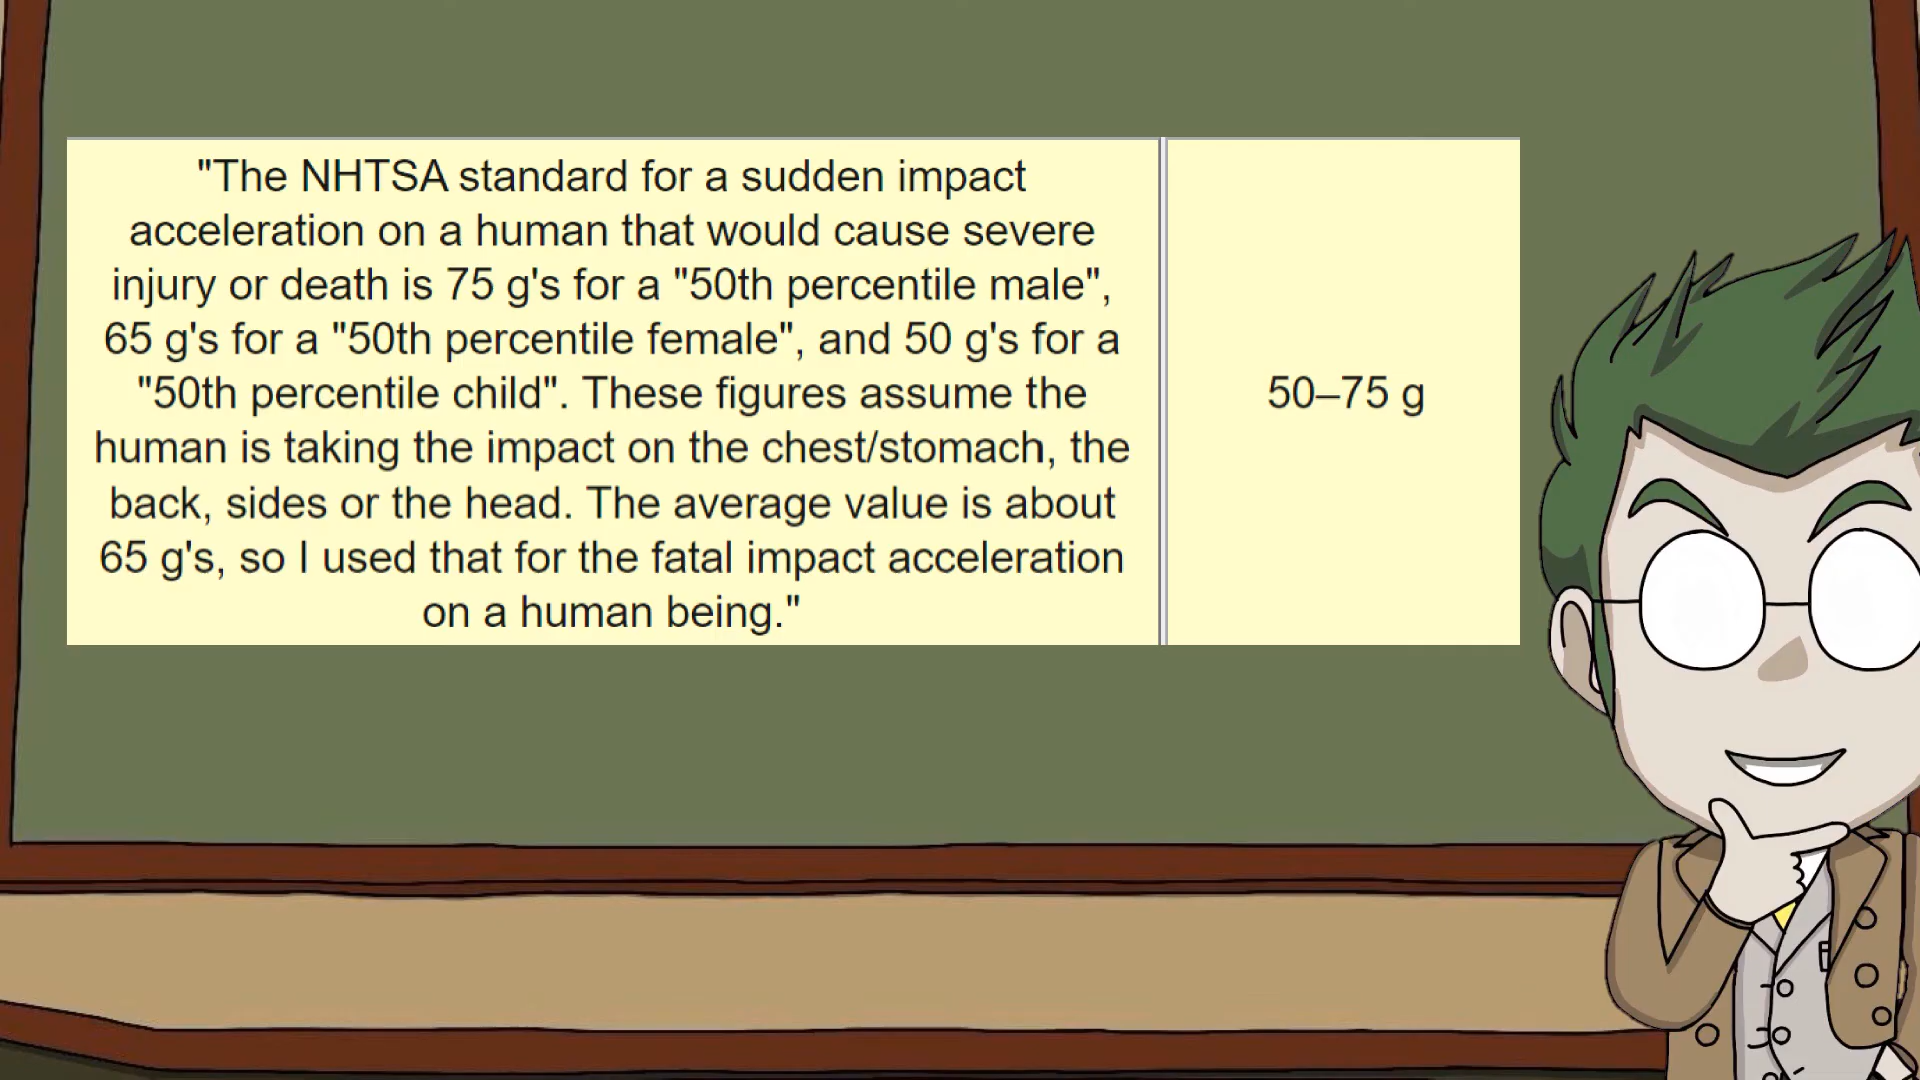 "The NHTSA standard for a sudden impact
acceleration on a human that would cause severe
injury or death is 75 g's for a "50th percentile male",
65 g's for a "50th percentile female", and 50 g's for a
"50th percentile child". These figures assume the
human is taking the impact on the chest/stomach, the
back, sides or the head. The average value is about
65 g's, so I used that for the fatal impact acceleration
on a human being."
50–75 g